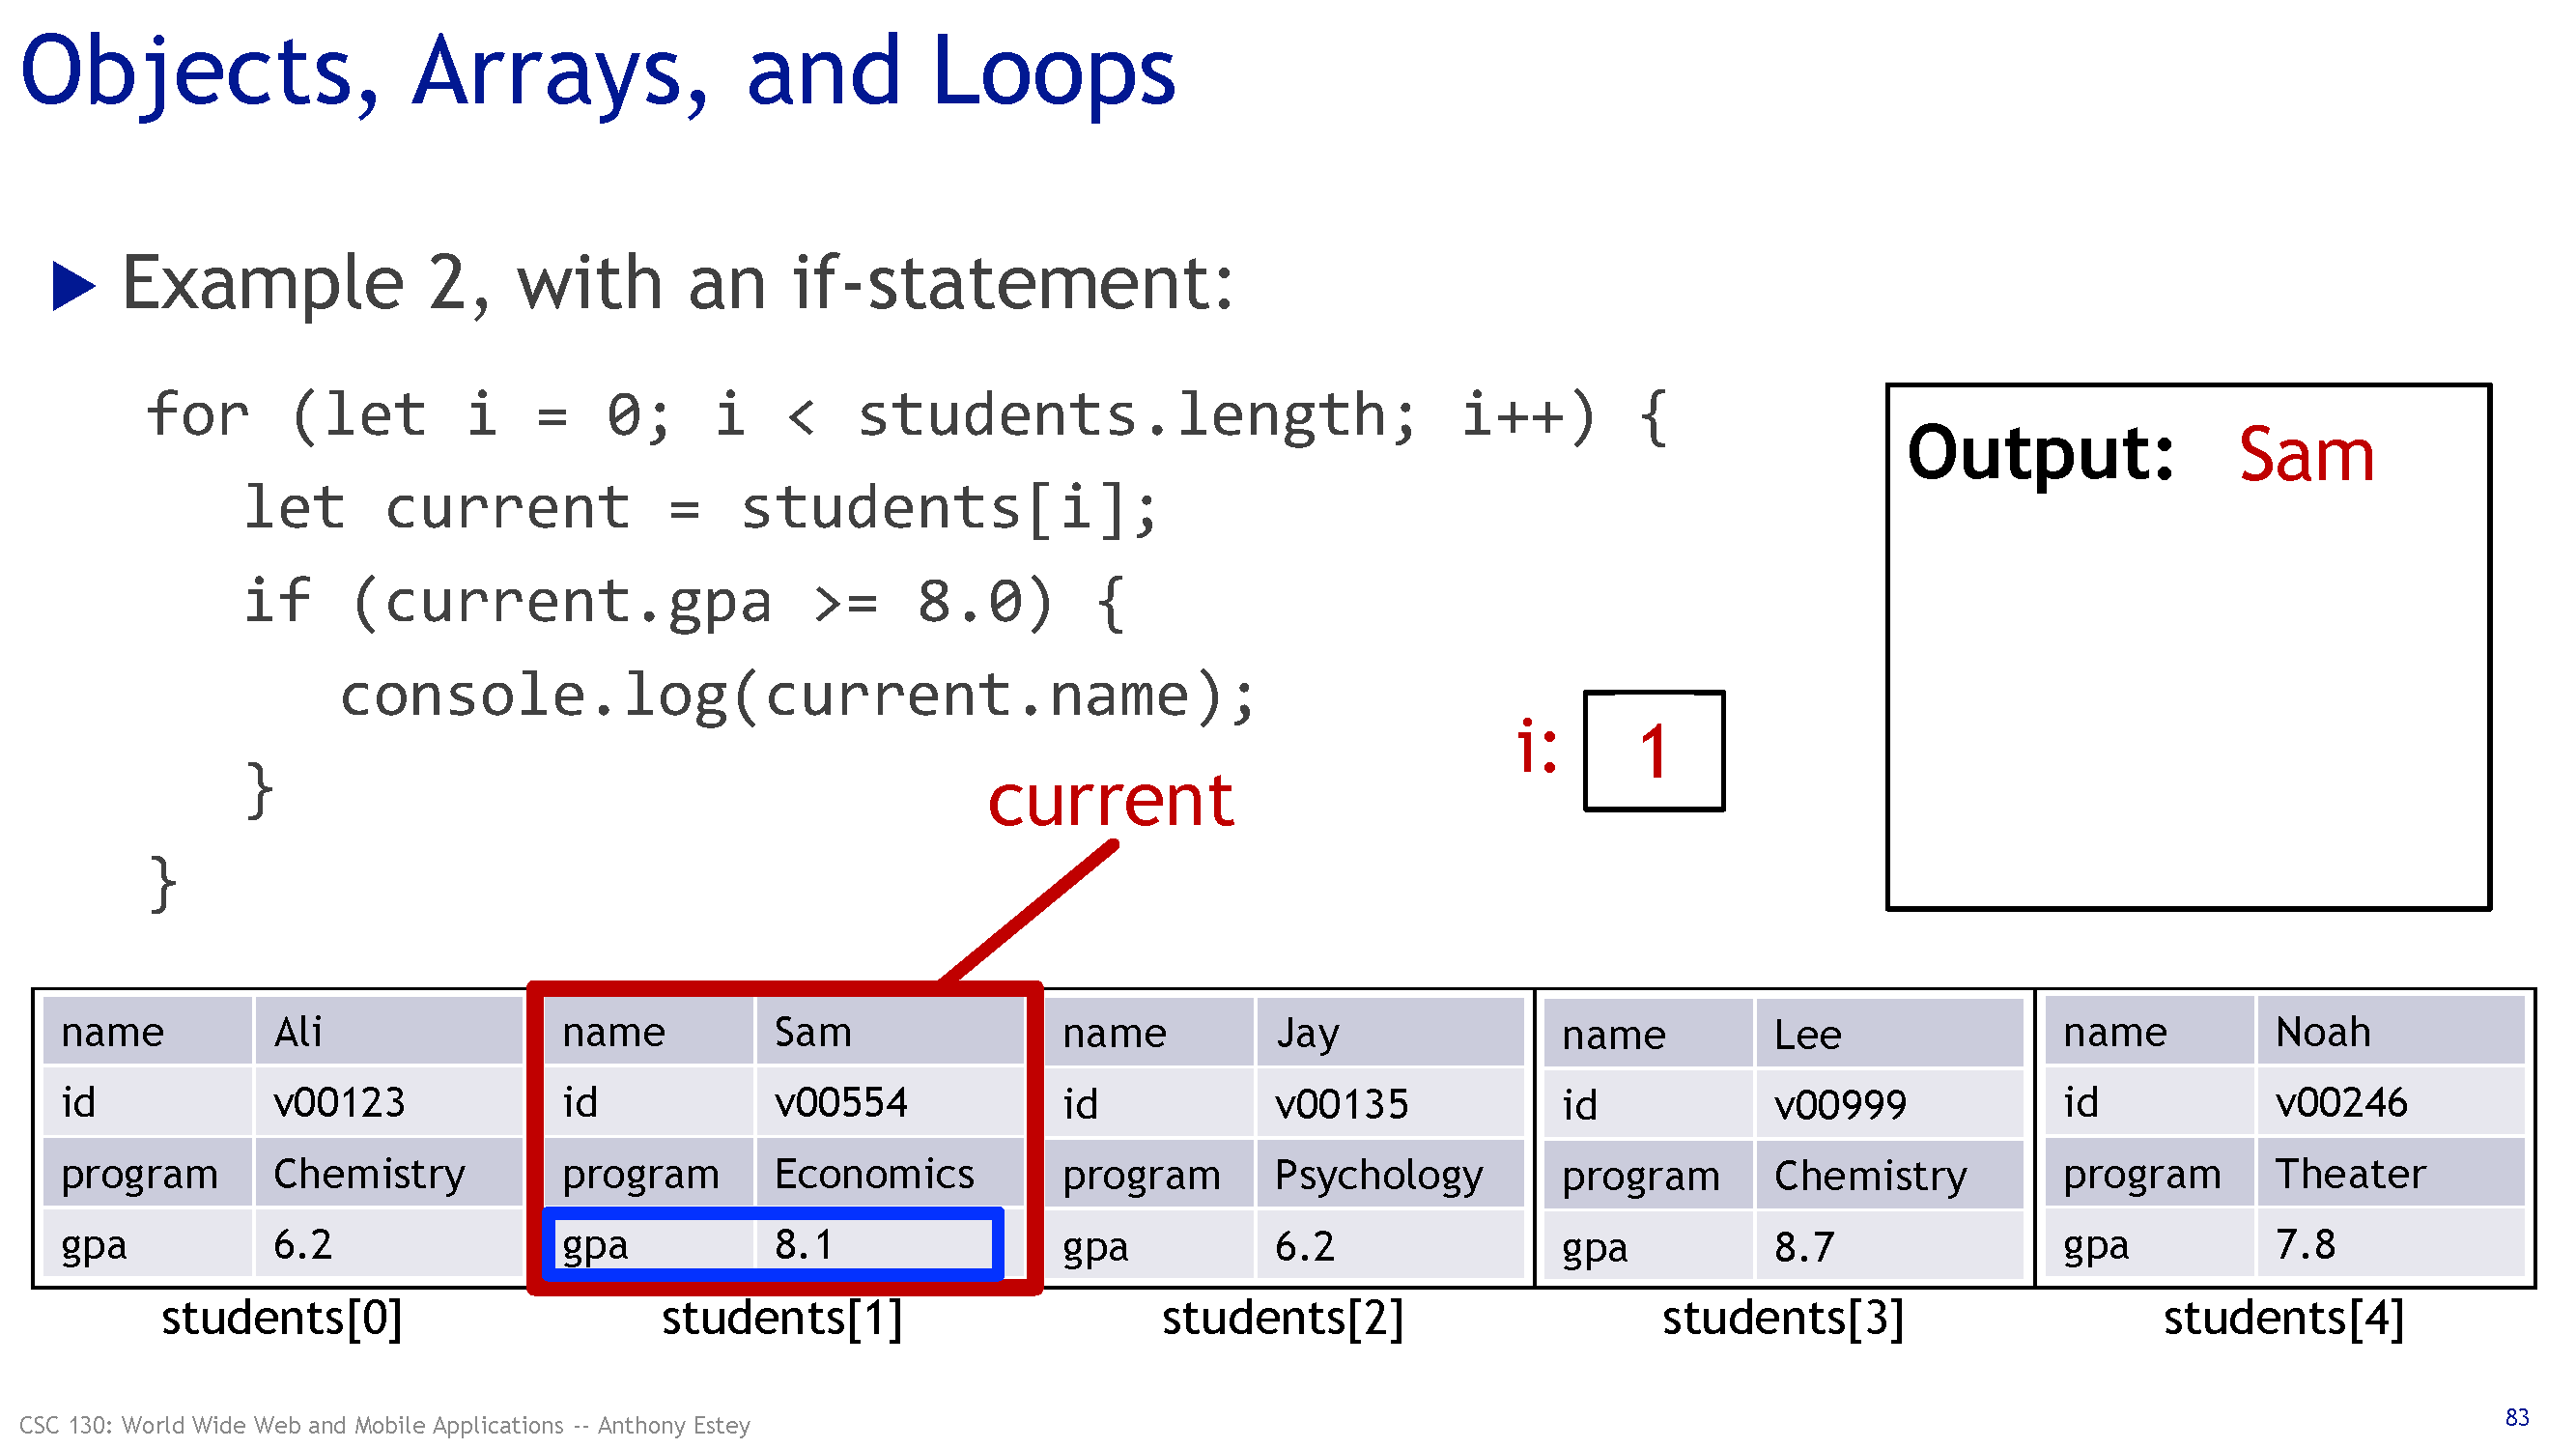 Objects, Arrays, and Loops
Example 2, with an if-statement:
for (let i = 0; i < students.length; i++) {
let current = students[i];
if (current.gpa >= 8.0) {
console.log(current.name);
}
}
Output: Sam
i: 1
current
name Ali name Sam name Jay name Lee name Noah
id v00123 id v00554 id v00135 id v00999 id v00246
program Chemistry program Economics program Psychology program Chemistry program Theater
gpa 6.2 gpa 8.1 gpa 6.2 gpa 8.7 gpa 7.8
students[0] students[1] students[2] students[3] students[4]
CSC 130: World Wide Web and Mobile Applications -- Anthony Estey
83